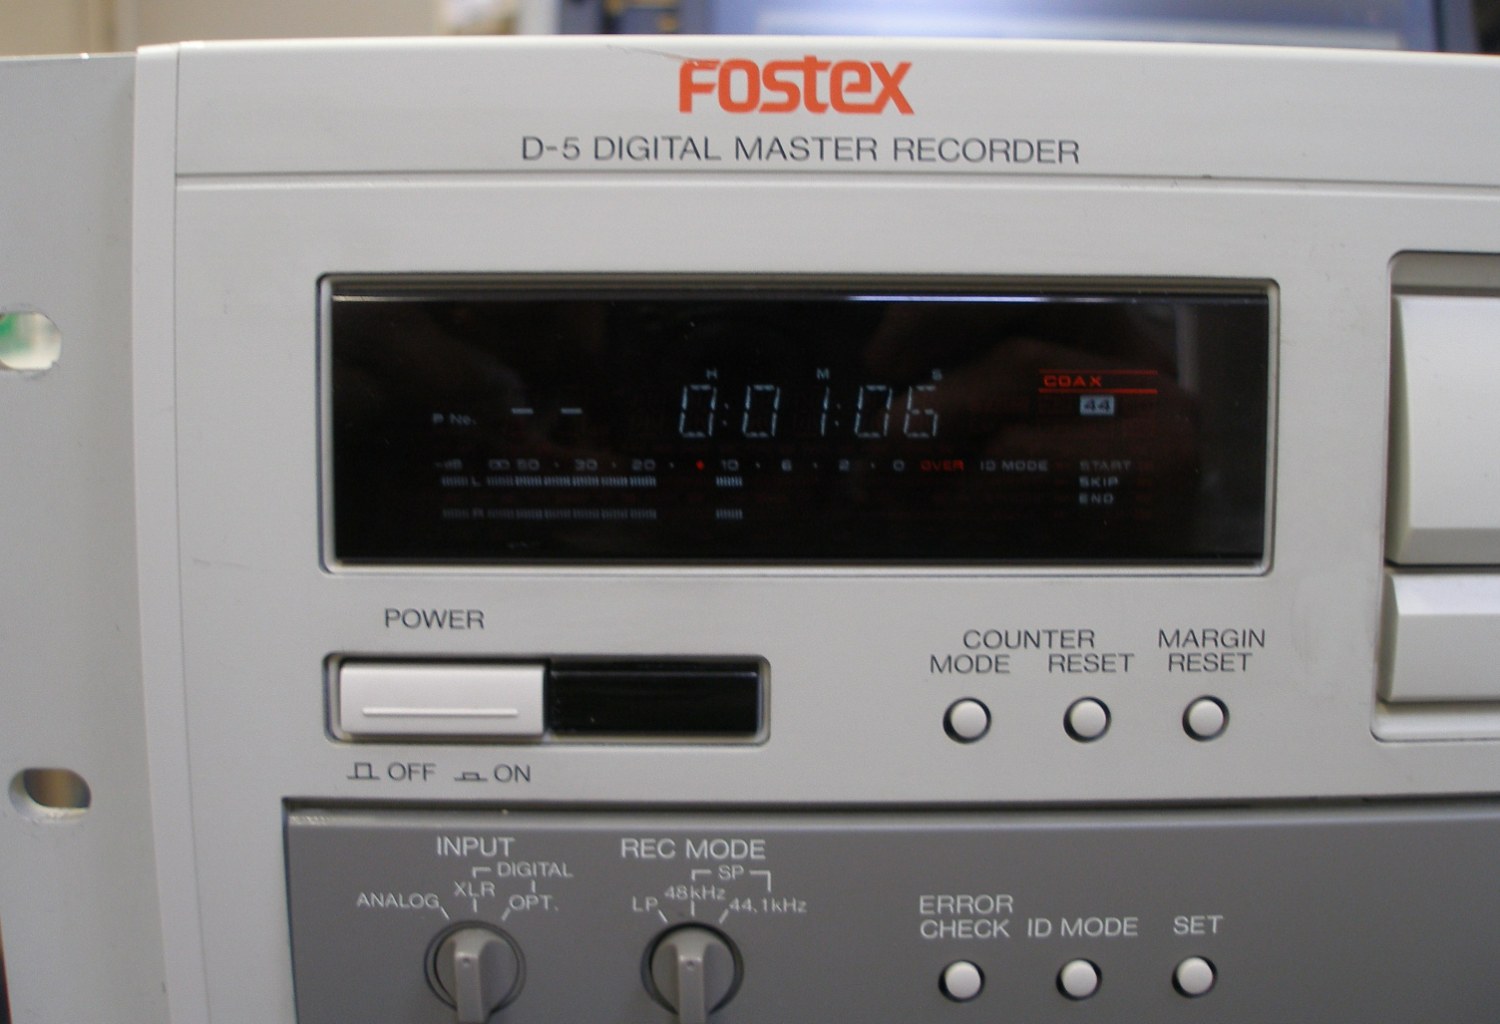 FOSTEX
D-5 DIGITAL MASTER RECORDER
H M S
P No. -- 0:01:06
COAX
44
-dB ∞ 50 · 30 · 20 · 10 · 6 · 2 · 0 OVER ID MODE START
L SKIP
END
R
POWER
OFF ON
COUNTER
MODE RESET
MARGIN
RESET
INPUT
DIGITAL
ANALOG XLR OPT.
REC MODE
SP
LP 48kHz 44.1kHz
ERROR
CHECK
ID MODE
SET